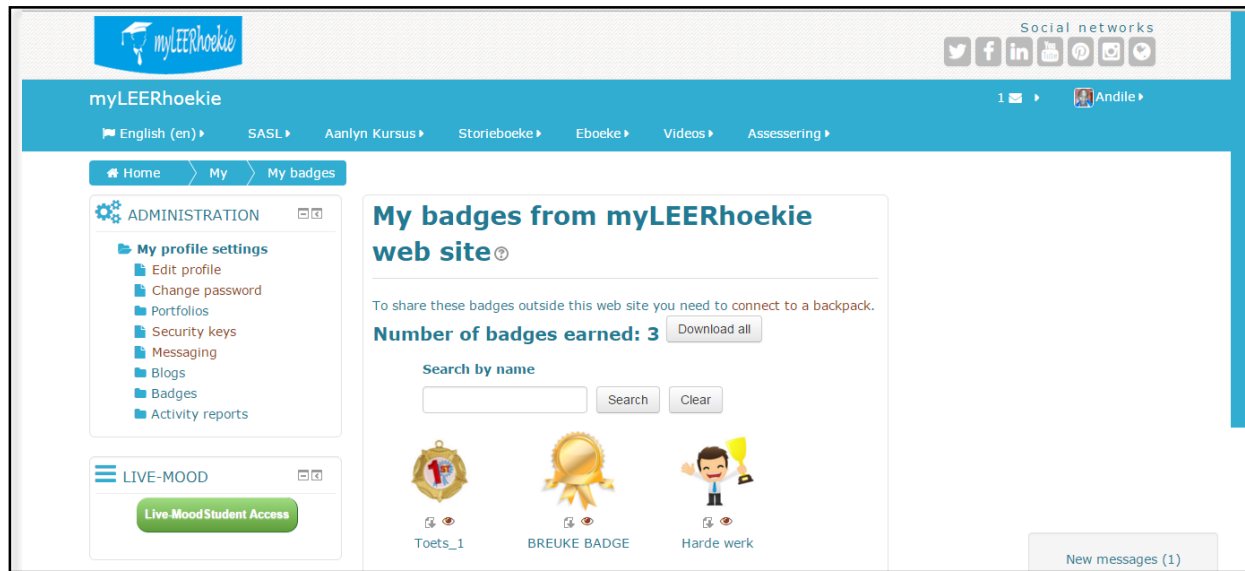 myLEERhoekie
Social networks
You
Tube
myLEERhoekie
1
Andile
English (en)
SASL
Aanlyn Kursus
Storieboeke
Eboeke
Videos
Assessering
Home
My
My badges
ADMINISTRATION
My profile settings
Edit profile
Change password
Portfolios
Security keys
Messaging
Blogs
Badges
Activity reports
LIVE-MOOD
Live-Mood Student Access
My badges from myLEERhoekie
web site
To share these badges outside this web site you need to connect to a backpack.
Number of badges earned: 3
Download all
Search by name
Search
Clear
1ST
Toets_1
BREUKE BADGE
Harde werk
New messages (1)